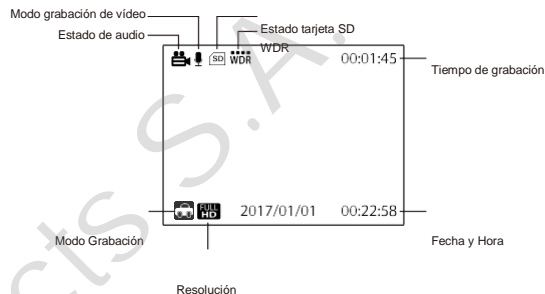 Modo grabación de vídeo
Estado de audio
Estado tarjeta SD
WDR
SD WDR 00:01:45
Tiempo de grabación
FULL HD 2017/01/01 00:22:58
Modo Grabación
Fecha y Hora
Resolución
cts S.A.